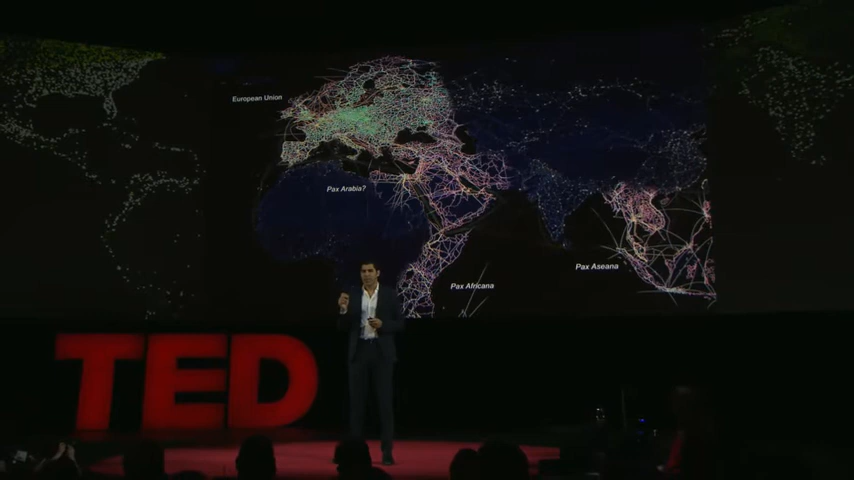 European Union
Pax Arabia?
Pax Aseana
Pax Africana
TED